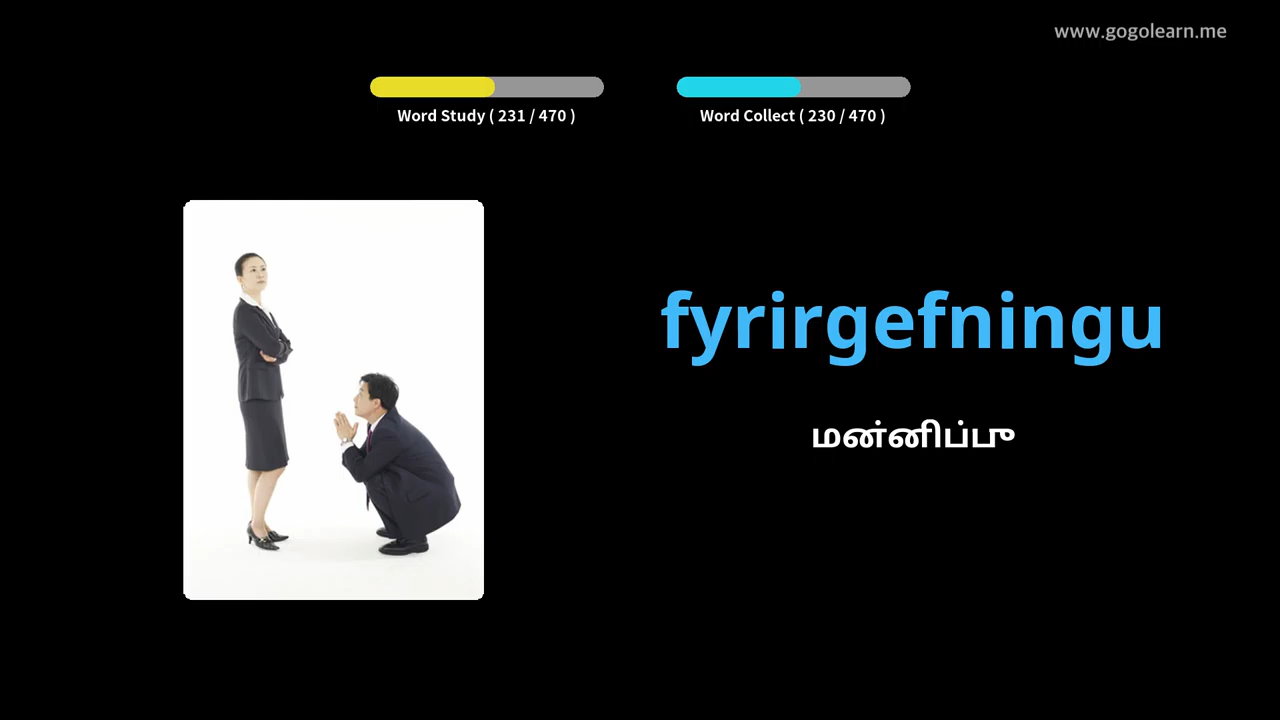 www.gogolearn.me
Word Study ( 231 / 470 )
Word Collect ( 230 / 470 )
fyrirgefningu
மன்னிப்பு